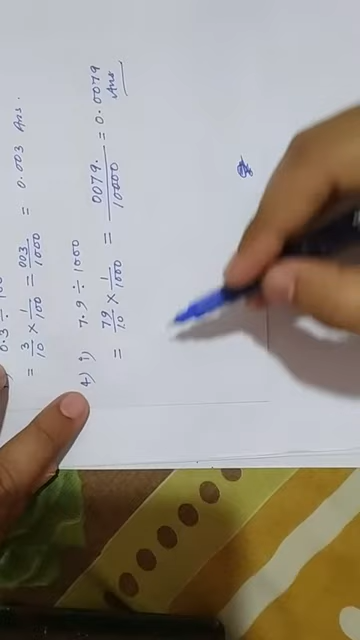 0.3 ÷ 100
= 3/10 × 1/100 = 003/1000 = 0.003 Ans.
4) i) 7.9 ÷ 1000
= 79/10 × 1/1000 = 0079./10000 = 0.0079 Ans